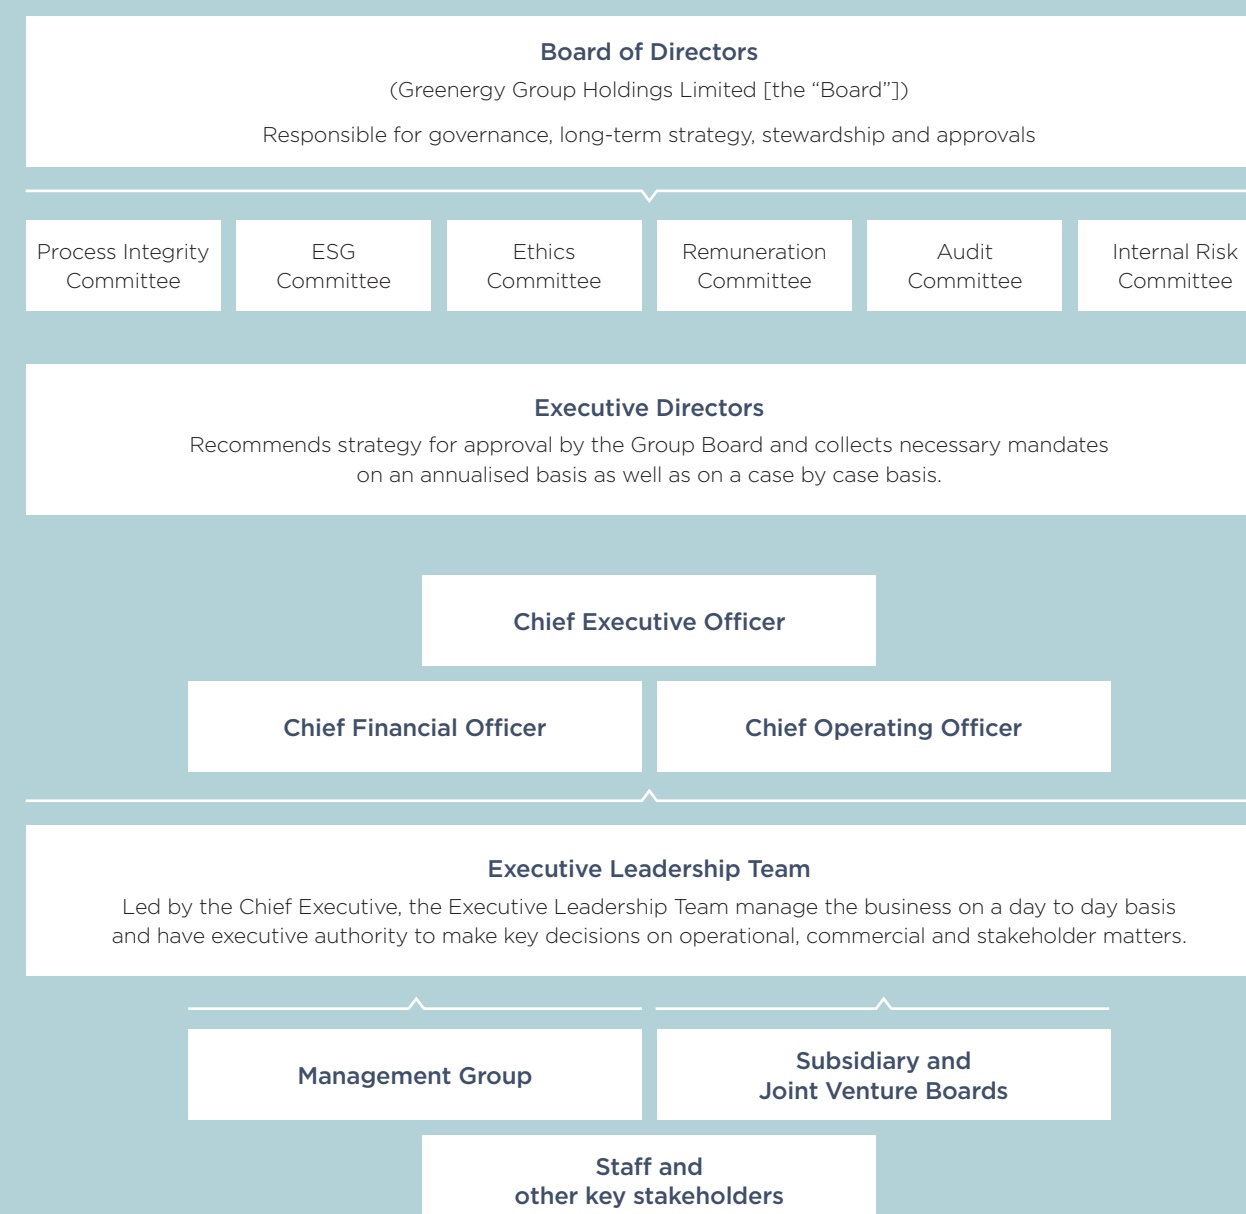 Board of Directors
(Greenergy Group Holdings Limited [the “Board”])
Responsible for governance, long-term strategy, stewardship and approvals
Process Integrity
Committee
ESG
Committee
Ethics
Committee
Remuneration
Committee
Audit
Committee
Internal Risk
Committee
Executive Directors
Recommends strategy for approval by the Group Board and collects necessary mandates
on an annualised basis as well as on a case by case basis.
Chief Executive Officer
Chief Financial Officer
Chief Operating Officer
Executive Leadership Team
Led by the Chief Executive, the Executive Leadership Team manage the business on a day to day basis
and have executive authority to make key decisions on operational, commercial and stakeholder matters.
Management Group
Subsidiary and
Joint Venture Boards
Staff and
other key stakeholders